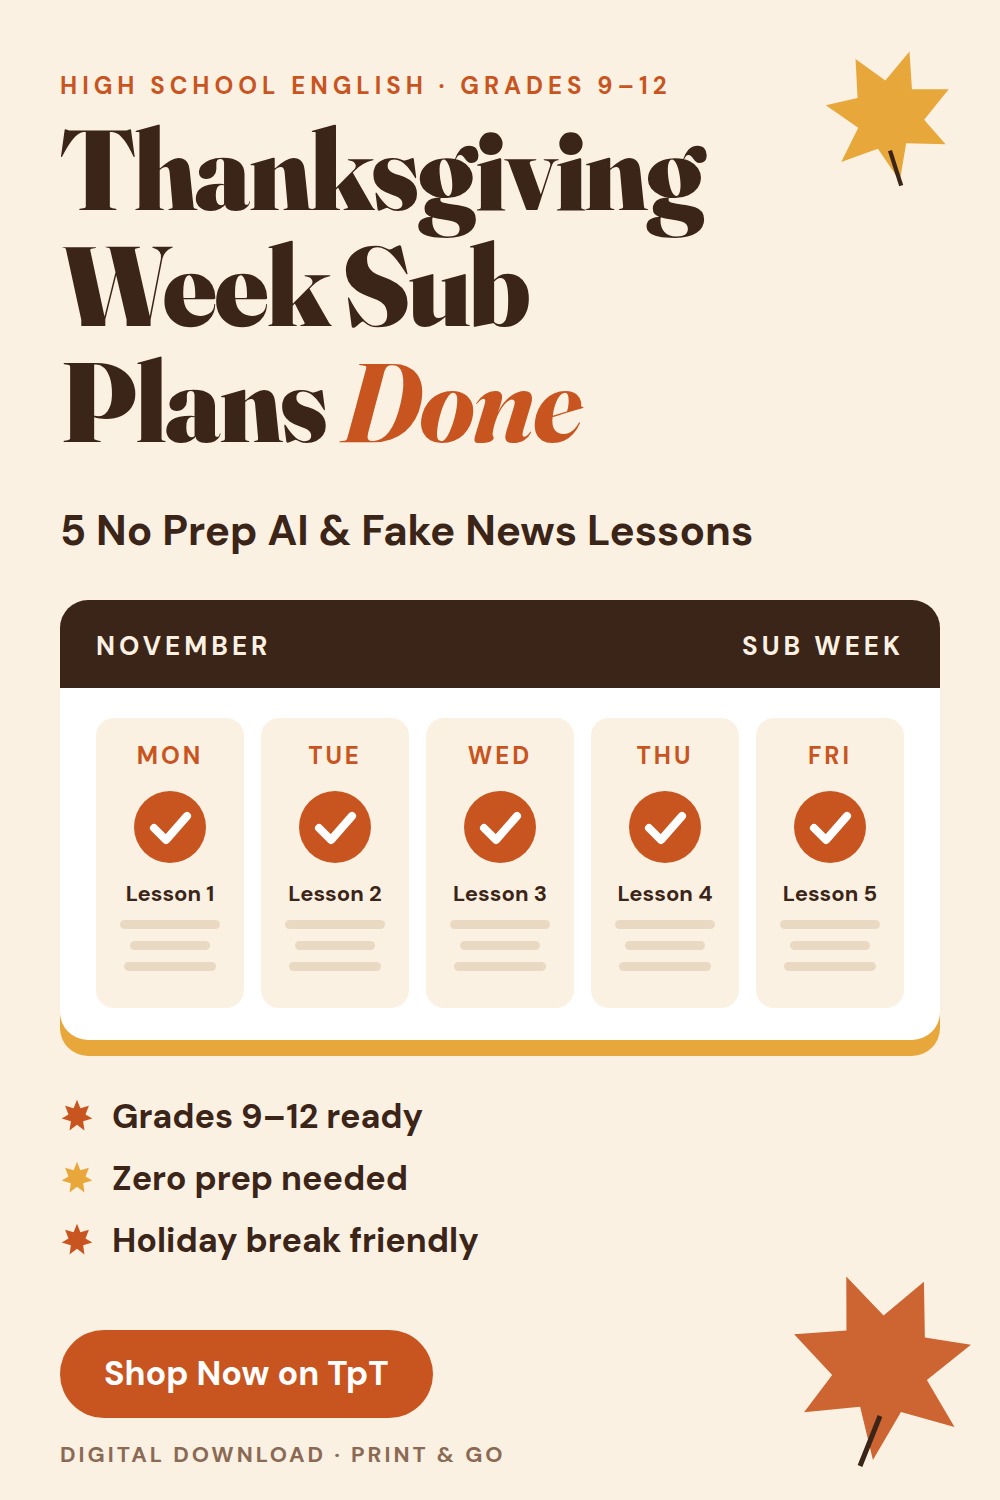 HIGH SCHOOL ENGLISH · GRADES 9–12
Thanksgiving
Week Sub
Plans Done
5 No Prep AI & Fake News Lessons
NOVEMBER SUB WEEK
MON TUE WED THU FRI
Lesson 1 Lesson 2 Lesson 3 Lesson 4 Lesson 5
Grades 9–12 ready
Zero prep needed
Holiday break friendly
Shop Now on TpT
DIGITAL DOWNLOAD · PRINT & GO